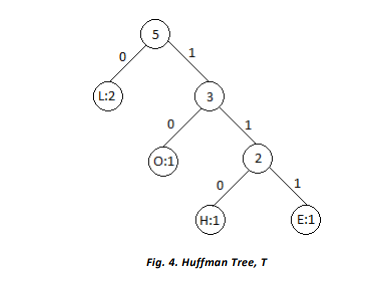 5
0 1
L:2 3
0 1
O:1 2
0 1
H:1 E:1
Fig. 4. Huffman Tree, T